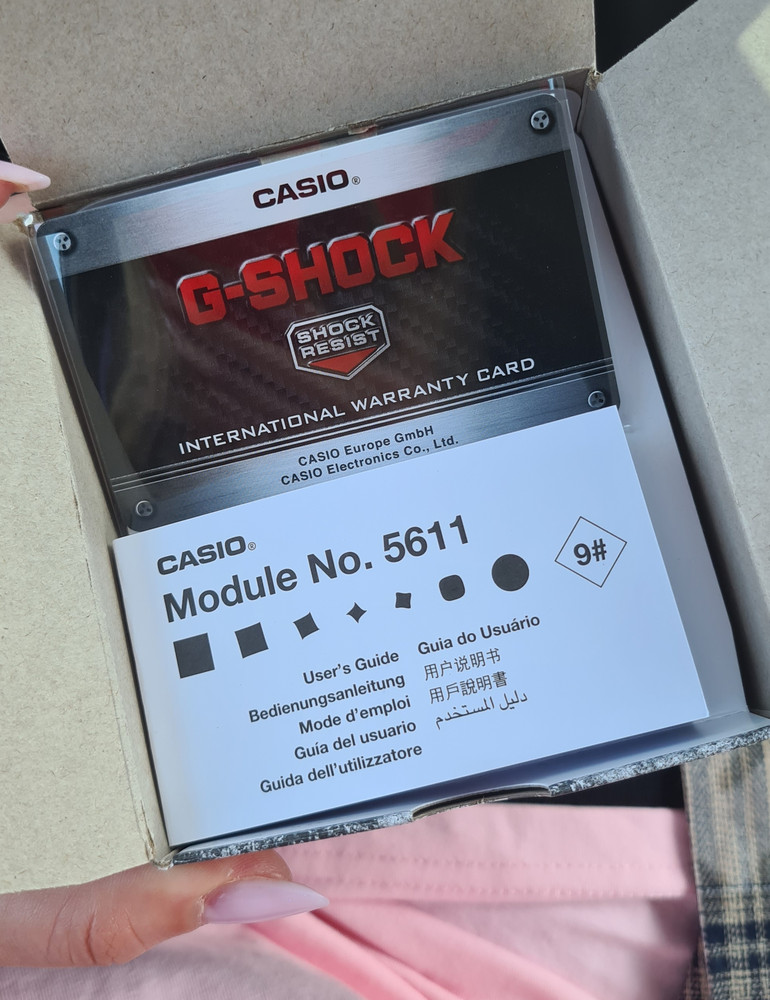 CASIO®
G-SHOCK
SHOCK
RESIST
INTERNATIONAL WARRANTY CARD
CASIO Europe GmbH
CASIO Electronics Co., Ltd.
CASIO®
Module No. 5611
9#
User's Guide
Bedienungsanleitung
Mode d'emploi
Guía del usuario
Guida dell'utilizzatore
Guia do Usuário
用户说明书
用戶說明書
دليل المستخدم